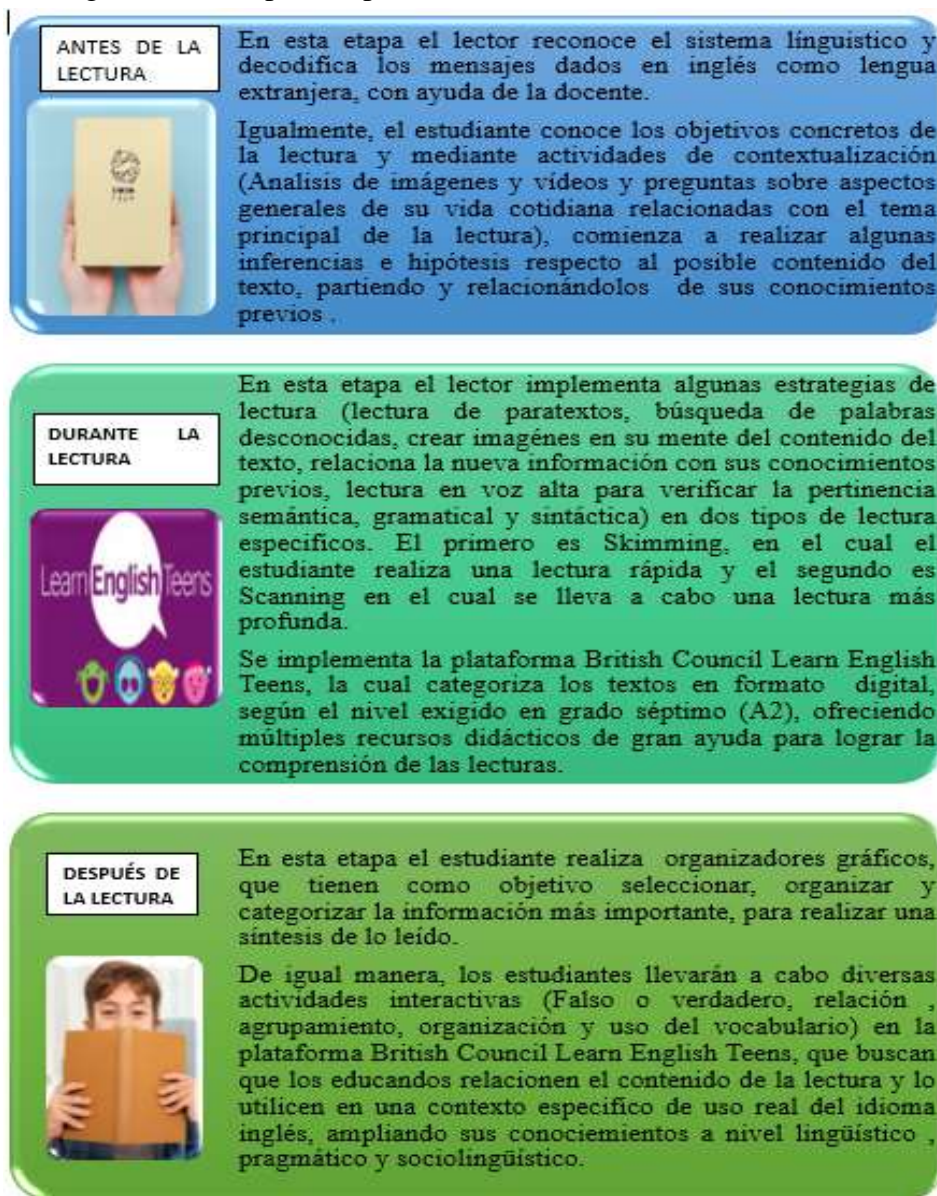 ANTES DE LA
LECTURA
En esta etapa el lector reconoce el sistema línguistico y
decodifica los mensajes dados en inglés como lengua
extranjera, con ayuda de la docente.
Igualmente, el estudiante conoce los objetivos concretos de
la lectura y mediante actividades de contextualización
(Analisis de imágenes y vídeos y preguntas sobre aspectos
generales de su vida cotidiana relacionadas con el tema
principal de la lectura), comienza a realizar algunas
inferencias e hipótesis respecto al posible contenido del
texto, partiendo y relacionándolos de sus conocimientos
previos .
DURANTE LA
LECTURA
Learn English Teens
En esta etapa el lector implementa algunas estrategias de
lectura (lectura de paratextos, búsqueda de palabras
desconocidas, crear imagénes en su mente del contenido del
texto, relaciona la nueva información con sus conocimientos
previos, lectura en voz alta para verificar la pertinencia
semántica, gramatical y sintáctica) en dos tipos de lectura
especificos. El primero es Skimming, en el cual el
estudiante realiza una lectura rápida y el segundo es
Scanning en el cual se lleva a cabo una lectura más
profunda.
Se implementa la plataforma British Council Learn English
Teens, la cual categoriza los textos en formato digital,
según el nivel exigido en grado séptimo (A2), ofreciendo
múltiples recursos didácticos de gran ayuda para lograr la
comprensión de las lecturas.
DESPUÉS DE
LA LECTURA
En esta etapa el estudiante realiza organizadores gráficos,
que tienen como objetivo seleccionar, organizar y
categorizar la información más importante, para realizar una
síntesis de lo leído.
De igual manera, los estudiantes llevarán a cabo diversas
actividades interactivas (Falso o verdadero, relación ,
agrupamiento, organización y uso del vocabulario) en la
plataforma British Council Learn English Teens, que buscan
que los educandos relacionen el contenido de la lectura y lo
utilicen en una contexto especifico de uso real del idioma
inglés, ampliando sus conociemientos a nivel lingüístico ,
pragmático y sociolingüístico.